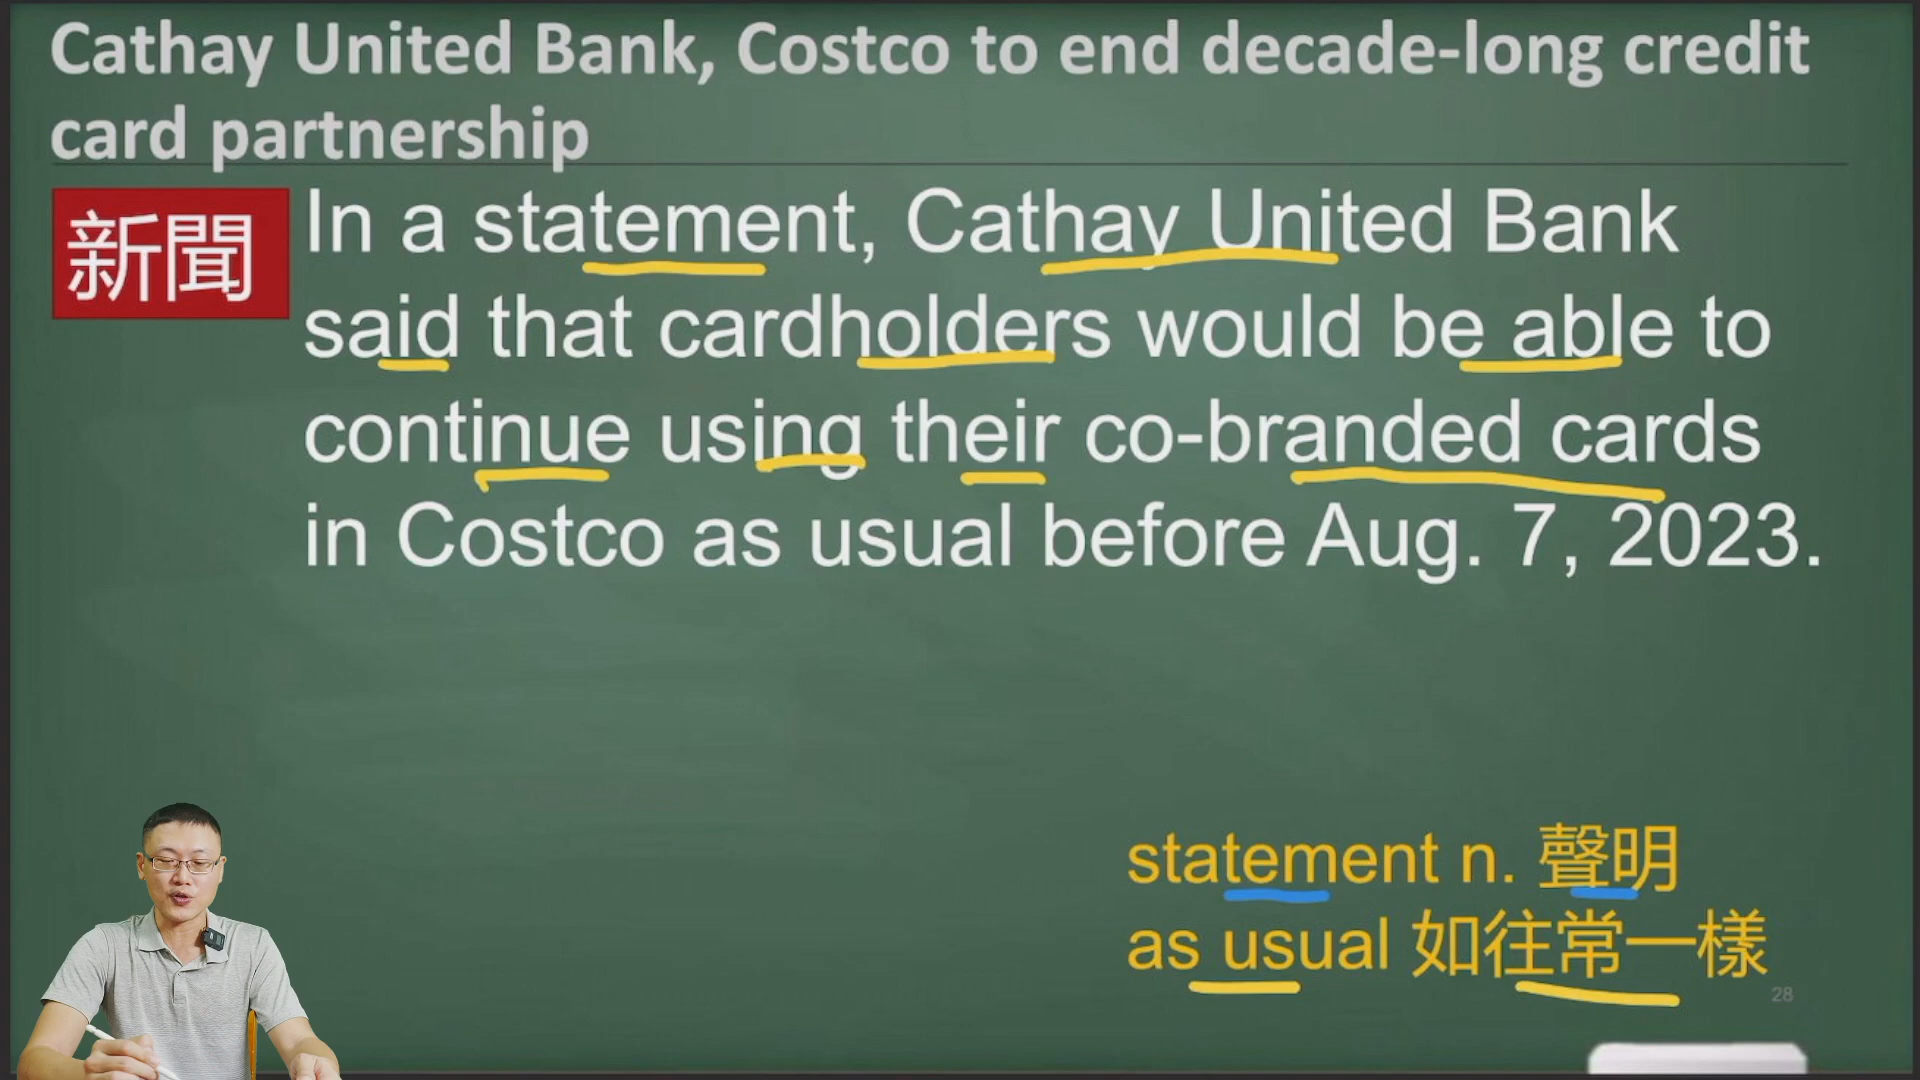 Cathay United Bank, Costco to end decade-long credit
card partnership
新聞
In a statement, Cathay United Bank
said that cardholders would be able to
continue using their co-branded cards
in Costco as usual before Aug. 7, 2023.
statement n. 聲明
as usual 如往常一樣
28